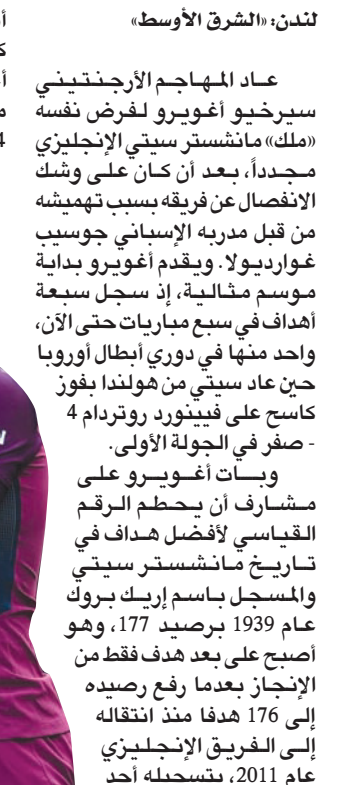 لندن: «الشرق الأوسط»
عاد المهاجم الأرجنتيني
سيرخيو أغويرو لفرض نفسه
«ملك» مانشستر سيتي الإنجليزي
مجدداً، بعد أن كان على وشك
الانفصال عن فريقه بسبب تهميشه
من قبل مدربه الإسباني جوسيب
غوارديولا. ويقدم أغويرو بداية
موسم مثالية، إذ سجل سبعة
أهداف في سبع مباريات حتى الآن،
واحد منها في دوري أبطال أوروبا
حين عاد سيتي من هولندا بفوز
كاسح على فيينورد روتردام 4
- صفر في الجولة الأولى.
وبات أغويرو على
مشارف أن يحطم الرقم
القياسي لأفضل هداف في
تاريخ مانشستر سيتي
والمسجل باسم إريك بروك
عام 1939 برصيد 177، وهو
أصبح على بعد هدف فقط من
الإنجاز بعدما رفع رصيده
إلى 176 هدفا منذ انتقاله
إلى الفريق الإنجليزي
عام 2011، بتسجيله أحد